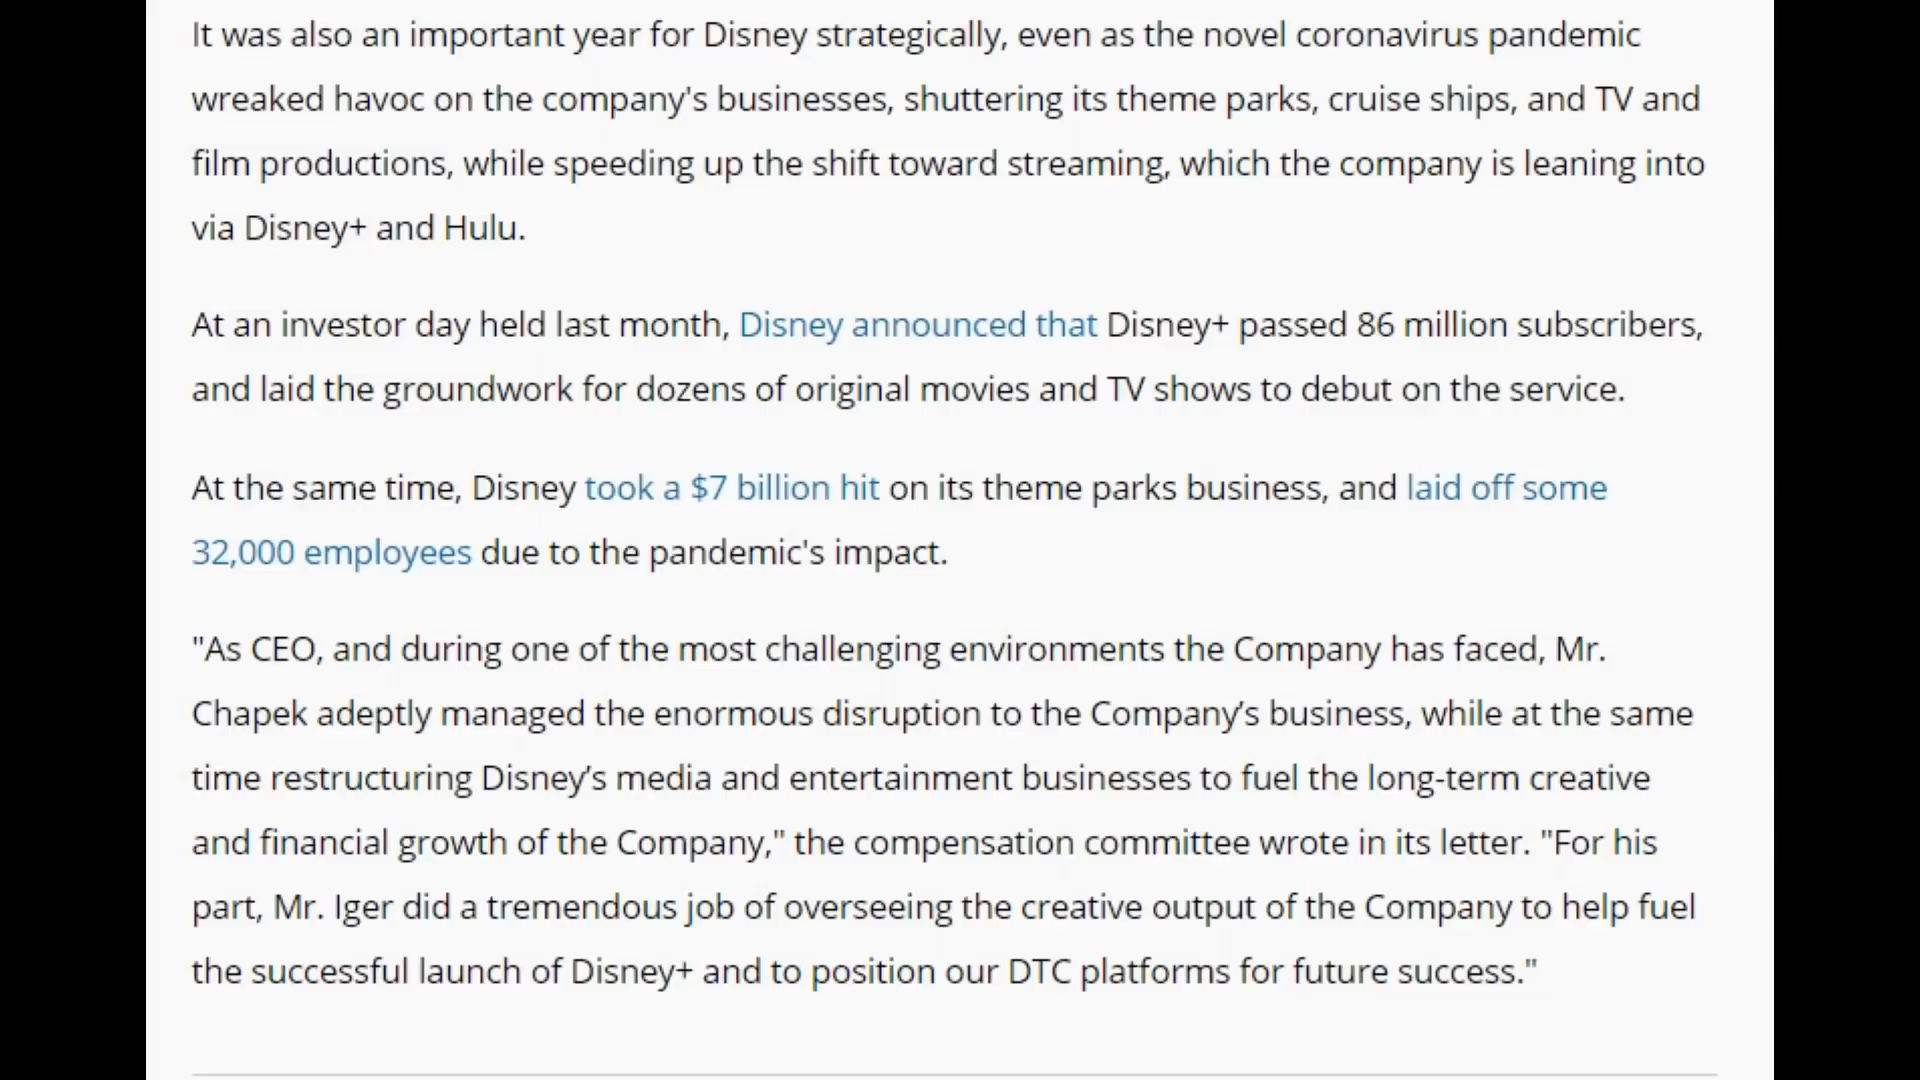 It was also an important year for Disney strategically, even as the novel coronavirus pandemic
wreaked havoc on the company's businesses, shuttering its theme parks, cruise ships, and TV and
film productions, while speeding up the shift toward streaming, which the company is leaning into
via Disney+ and Hulu.
At an investor day held last month, Disney announced that Disney+ passed 86 million subscribers,
and laid the groundwork for dozens of original movies and TV shows to debut on the service.
At the same time, Disney took a $7 billion hit on its theme parks business, and laid off some
32,000 employees due to the pandemic's impact.
"As CEO, and during one of the most challenging environments the Company has faced, Mr.
Chapek adeptly managed the enormous disruption to the Company’s business, while at the same
time restructuring Disney’s media and entertainment businesses to fuel the long-term creative
and financial growth of the Company," the compensation committee wrote in its letter. "For his
part, Mr. Iger did a tremendous job of overseeing the creative output of the Company to help fuel
the successful launch of Disney+ and to position our DTC platforms for future success."